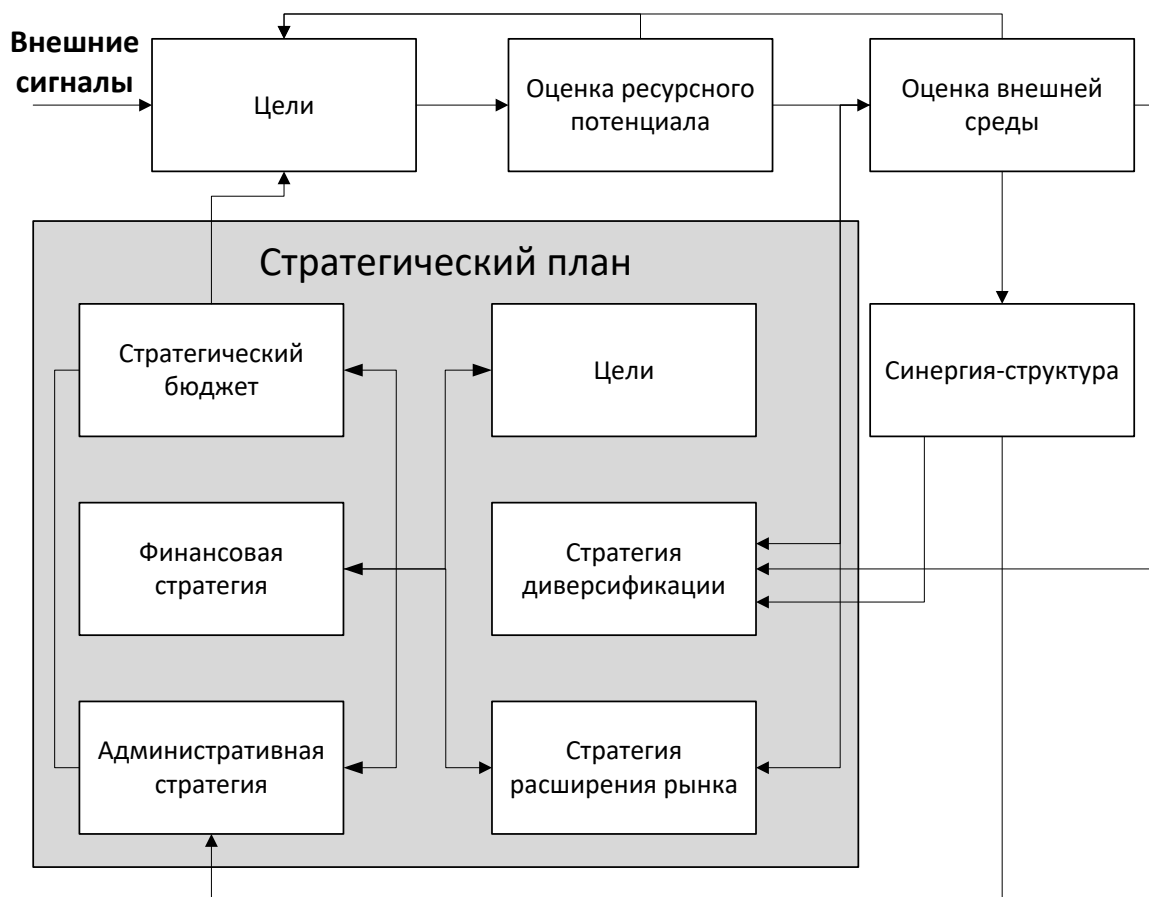 Внешние
сигналы
Цели
Оценка ресурсного
потенциала
Оценка внешней
среды
Стратегический план
Стратегический
бюджет
Цели
Синергия-структура
Финансовая
стратегия
Стратегия
диверсификации
Административная
стратегия
Стратегия
расширения рынка